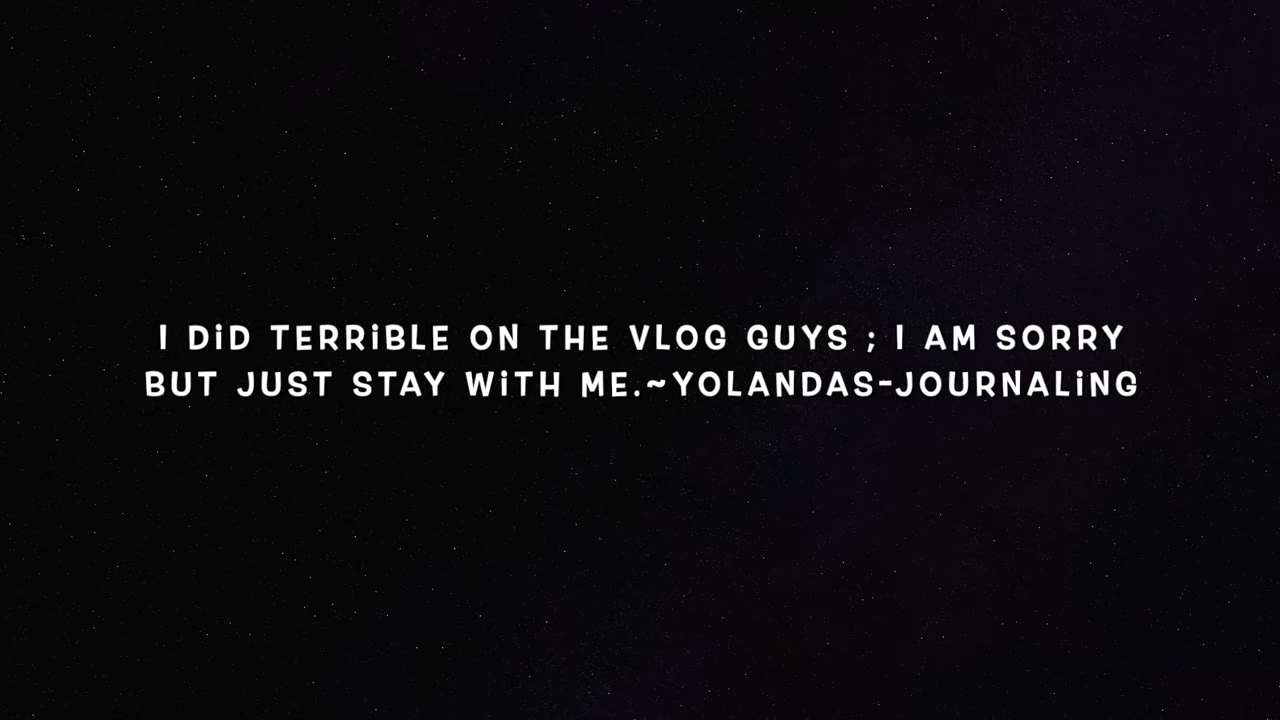 I DiD TERRiBLE ON THE VLOG GUYS ; I AM SORRY
BUT JUST STAY WiTH ME.~YOLANDAS-JOURNALiNG